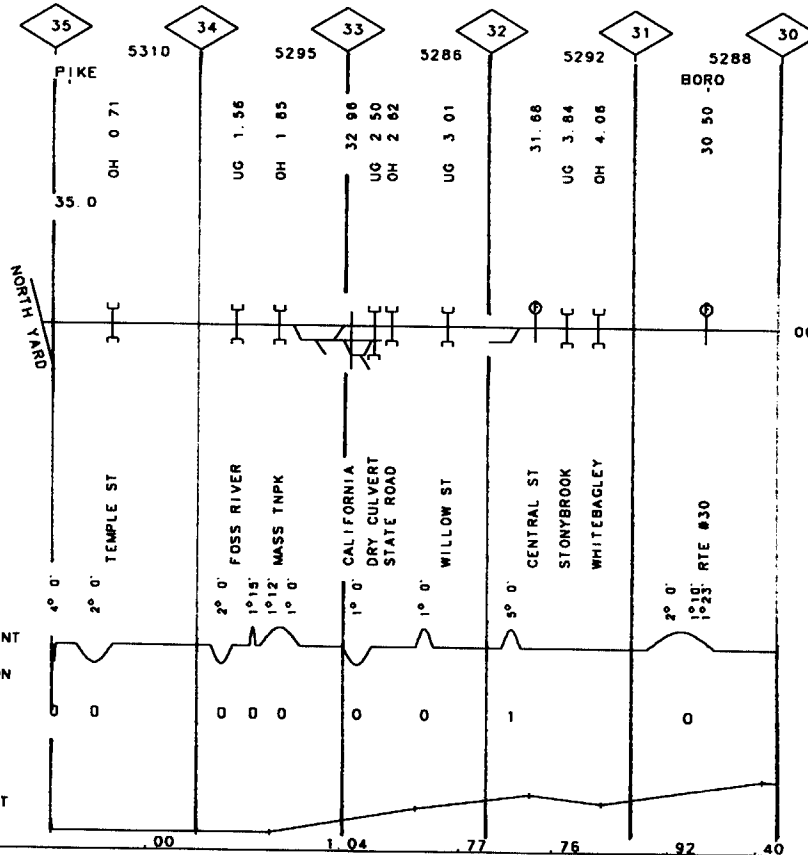 35 34 33 32 31 30
5310 5295 5286 5292 5288
PIKE
BORO
OH 0 71
UG 1.56
OH 1 85
32 98
UG 2 50
OH 2 62
UG 3 01
31.68
UG 3.84
OH 4.06
30 50
35.0
NORTH YARD
00
TEMPLE ST
FOSS RIVER
MASS TNPK
CALIFORNIA
DRY CULVERT
STATE ROAD
WILLOW ST
CENTRAL ST
STONYBROOK
WHITEBAGLEY
RTE #30
4° 0'
2° 0'
2° 0'
1°15'
1°12'
1° 0'
1° 0'
1° 0'
5° 0'
2° 0'
1°10'
1°23'
NT
ON
0 0 0 0 0 0 0 1 0
T
.00 1.04 .77 .76 .92 .40